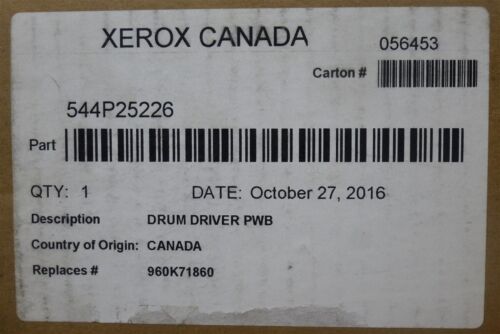 XEROX CANADA
056453
Carton #
544P25226
Part
QTY: 1 DATE: October 27, 2016
Description DRUM DRIVER PWB
Country of Origin: CANADA
Replaces # 960K71860